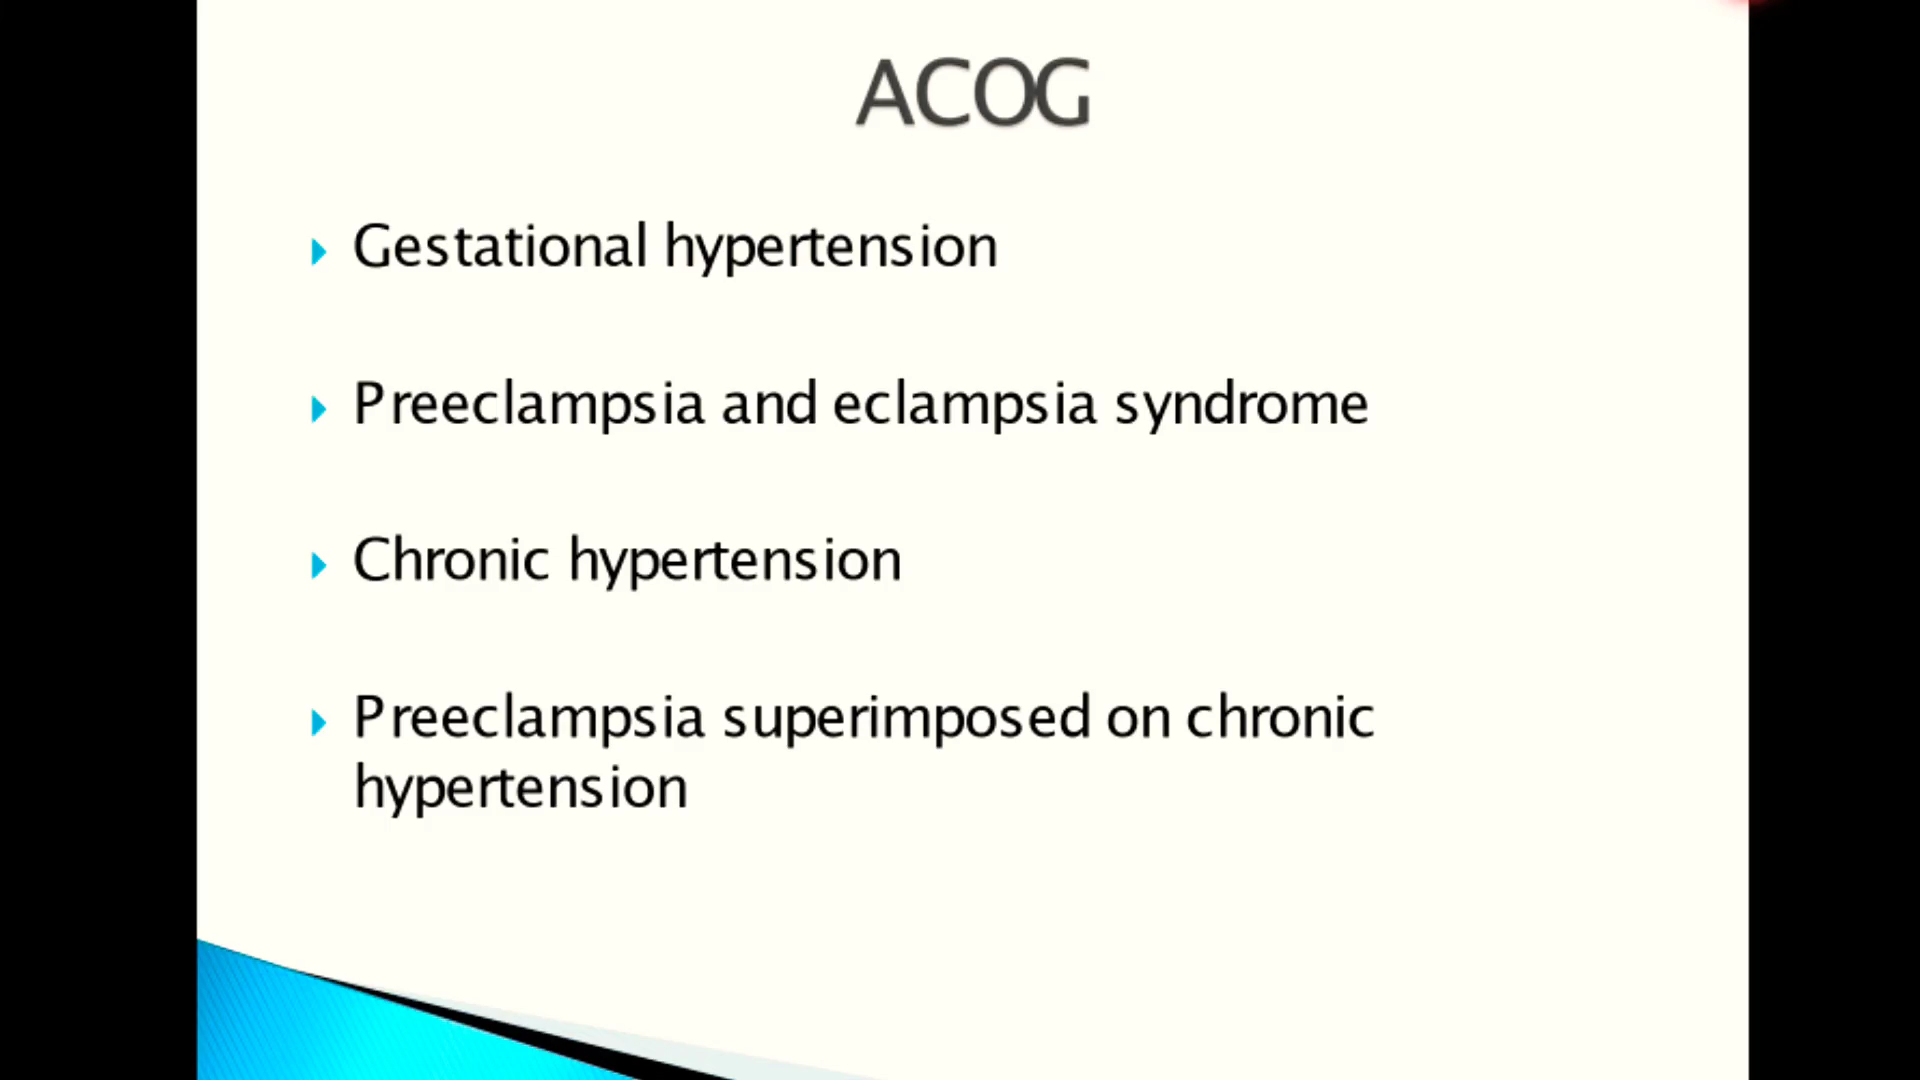 ACOG
Gestational hypertension
Preeclampsia and eclampsia syndrome
Chronic hypertension
Preeclampsia superimposed on chronic
hypertension